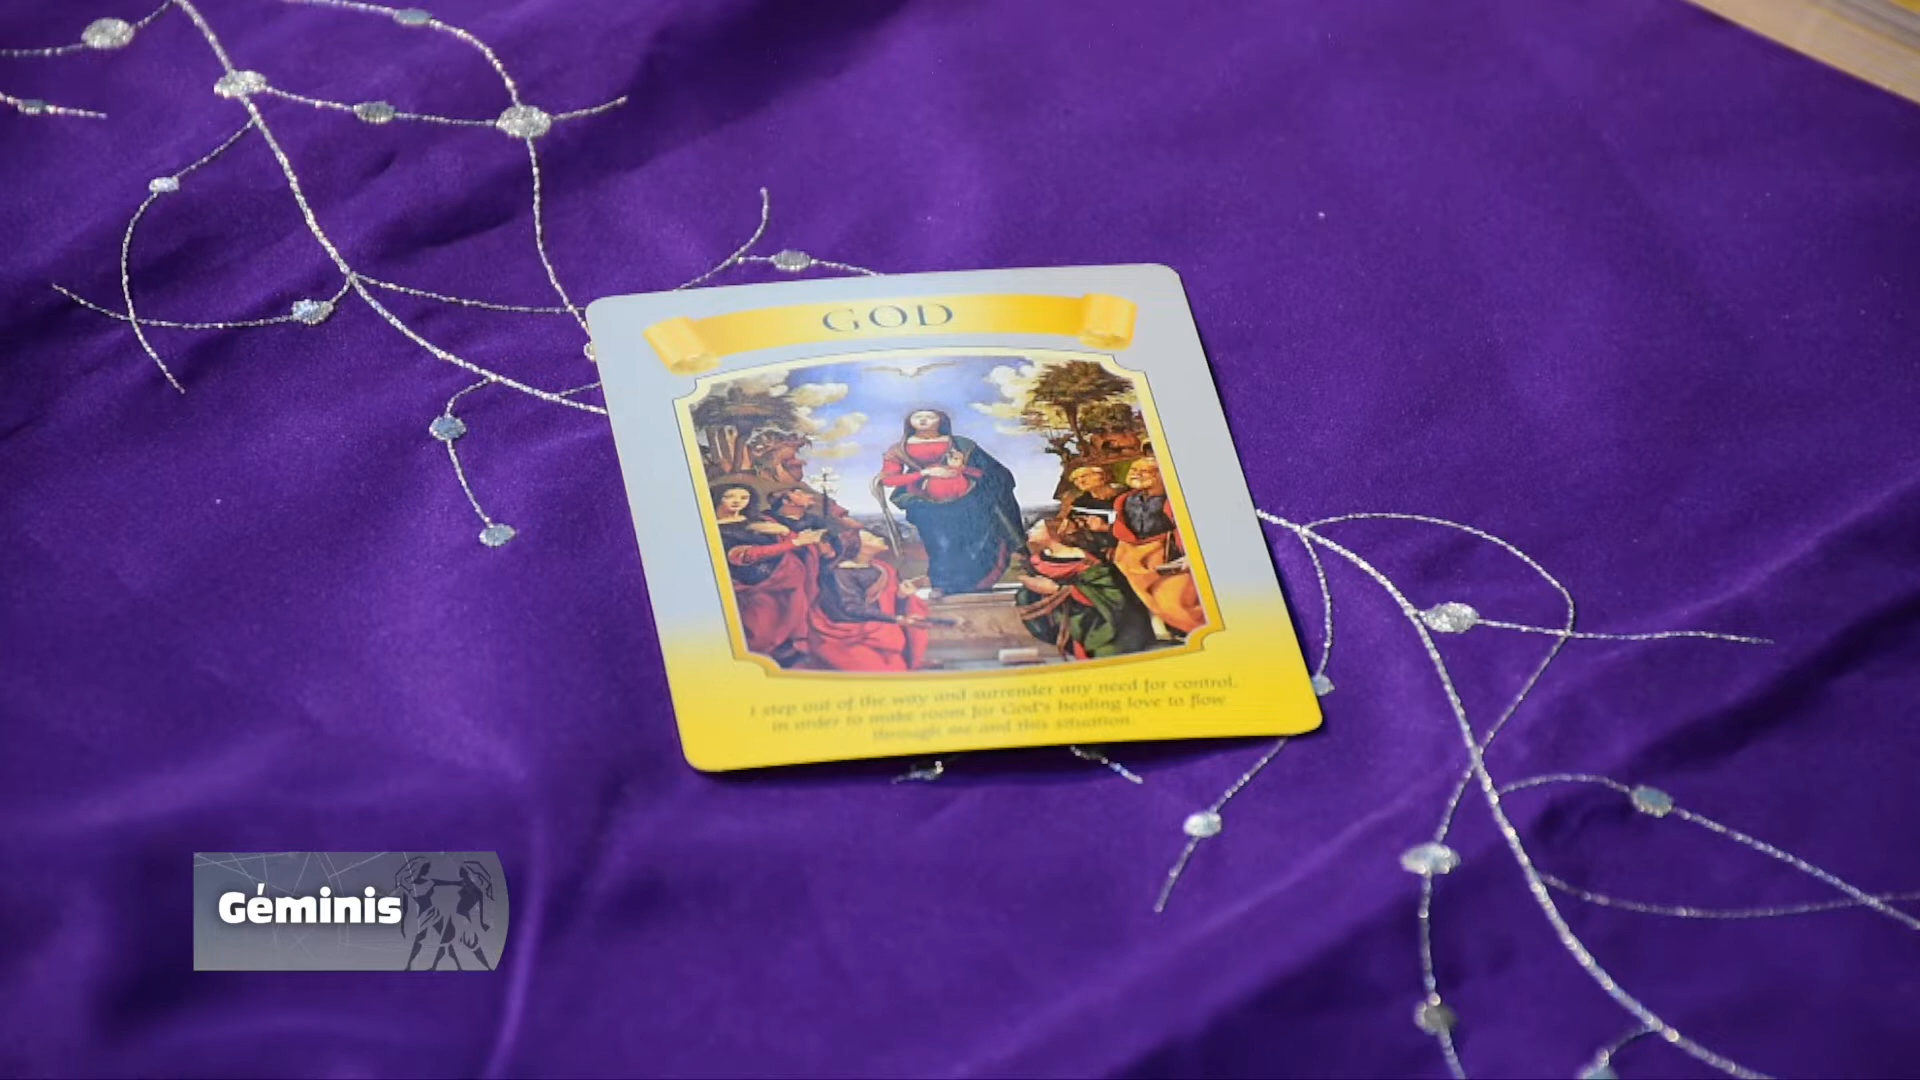 GOD
I step out of the way and surrender any need for control,
in order to make room for God's healing love to flow
through me and this situation.
Géminis